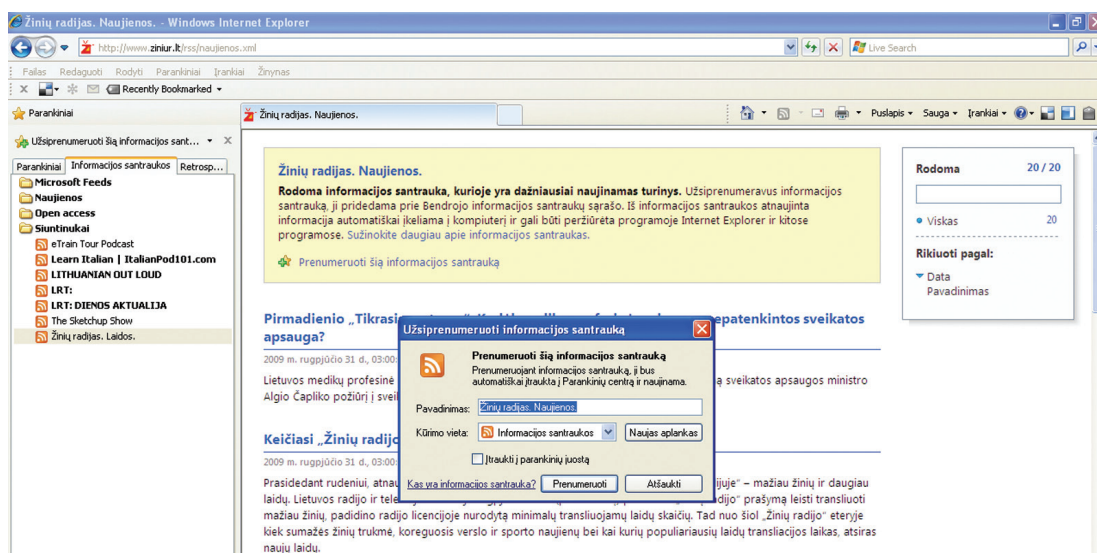 Žinių radijas. Naujienos. - Windows Internet Explorer
http://www.ziniur.lt/rss/naujienos.xml
Live Search
Failas Redaguoti Rodyti Parankiniai Įrankiai Žinynas
X Recently Bookmarked
Parankiniai
Žinių radijas. Naujienos.
Puslapis Sauga Įrankiai
Užsiprenumeruoti šią informacijos sant... X
Parankiniai Informacijos santraukos Retrosp...
Microsoft Feeds
Naujienos
Open access
Siuntinukai
eTrain Tour Podcast
Learn Italian | ItalianPod101.com
LITHUANIAN OUT LOUD
LRT:
LRT: DIENOS AKTUALIJA
The Sketchup Show
Žinių radijas. Laidos.
Žinių radijas. Naujienos.
Rodoma informacijos santrauka, kurioje yra dažniausiai naujinamas turinys. Užsiprenumeravus informacijos
santrauką, ji pridedama prie Bendrojo informacijos santraukų sąrašo. Iš informacijos santraukos atnaujinta
informacija automatiškai įkeliama į kompiuterį ir gali būti peržiūrėta programoje Internet Explorer ir kitose
programose. Sužinokite daugiau apie informacijos santraukas.
Prenumeruoti šią informacijos santrauką
Rodoma 20 / 20
Viskas 20
Rikiuoti pagal:
Data
Pavadinimas
Pirmadienio „Tikrasis nepatenkintos sveikatos
apsauga?
2009 m. rugpjūčio 31 d., 03:00:
Lietuvos medikų profesinė ą sveikatos apsaugos ministro
Algio Čapliko požiūrį į
Keičiasi „Žinių
2009 m. rugpjūčio 31 d., 03:00:
Prasidedant rudeniui, – mažiau žinių ir daugiau
laidų. Lietuvos radijo ir prašymą leisti transliuoti
mažiau žinių, padidino radijo licencijoje nurodytą minimalų transliuojamų laidų skaičių. Tad nuo šiol „Žinių radijo“ eteryje
kiek sumažės žinių trukmė, koreguosis verslo ir sporto naujienų bei kai kurių populiariausių laidų transliacijos laikas, atsiras
naujų laidų.
Užsiprenumeruoti informacijos santrauką
Prenumeruoti šią informacijos santrauką
Prenumeruojant informacijos santrauką, ji bus
automatiškai įtraukta į Parankinių centrą ir naujinama.
Pavadinimas: Žinių radijas. Naujienos.
Kūrimo vieta: Informacijos santraukos Naujas aplankas
Įtraukti į parankinių juostą
Kas yra informacijos santrauka? Prenumeruoti Atšaukti